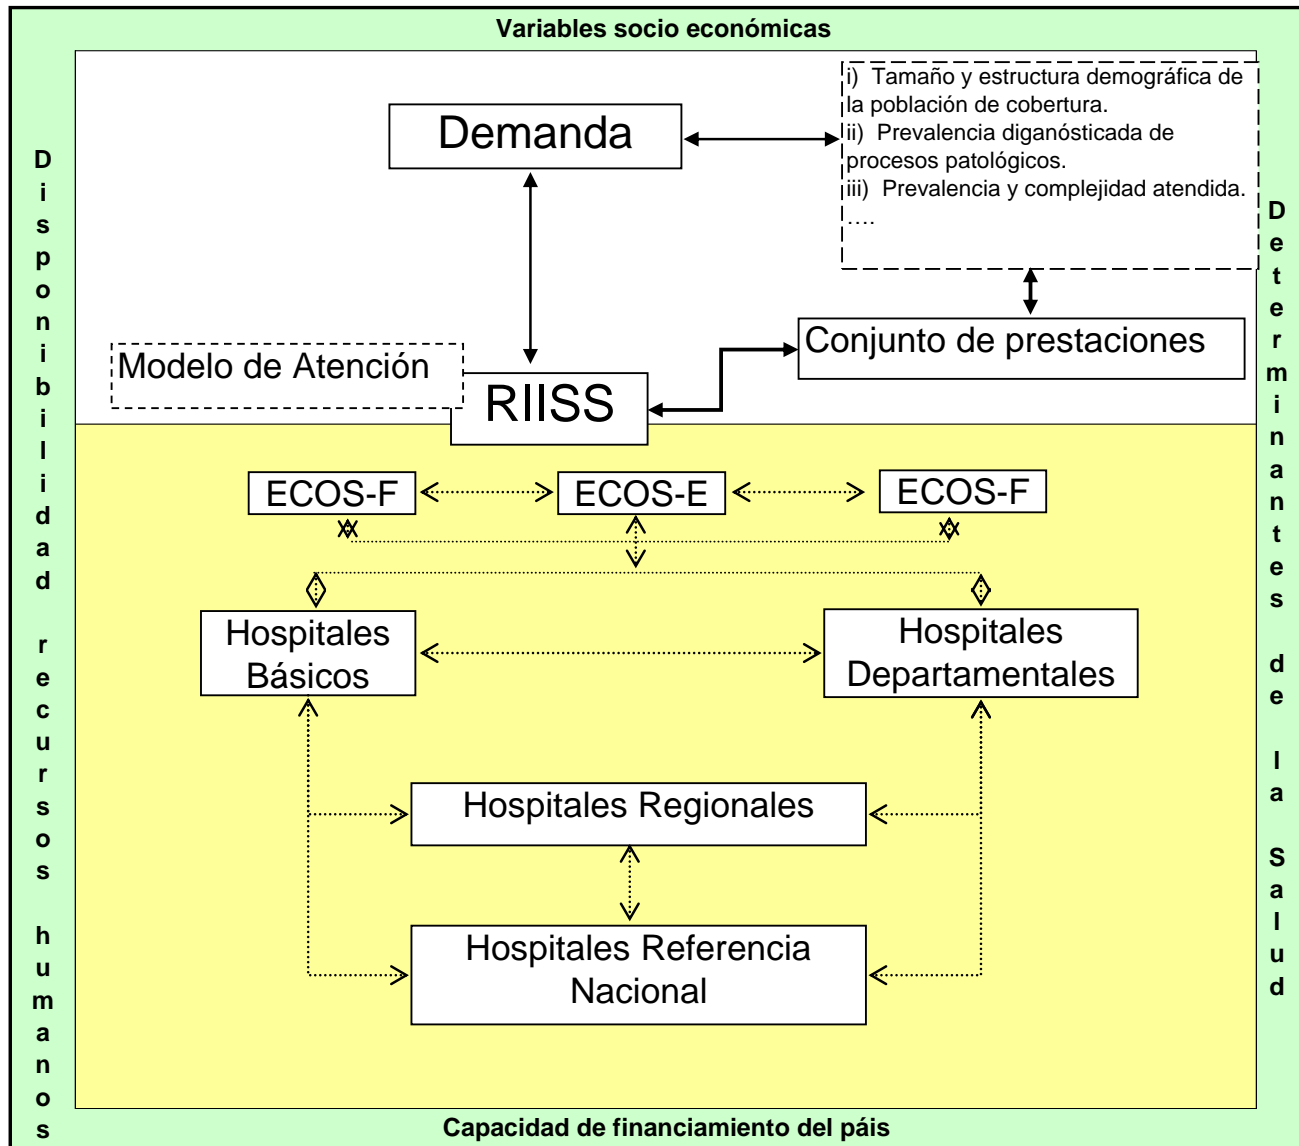 Variables socio económicas
i) Tamaño y estructura demográfica de
la población de cobertura.
ii) Prevalencia diganósticada de
procesos patológicos.
iii) Prevalencia y complejidad atendida.
….
Demanda
Conjunto de prestaciones
Modelo de Atención
RIISS
ECOS-F
ECOS-E
ECOS-F
Hospitales
Básicos
Hospitales
Departamentales
Hospitales Regionales
Hospitales Referencia
Nacional
Disponibilidad recursos humanos
Determinantes de la Salud
Capacidad de financiamiento del páis